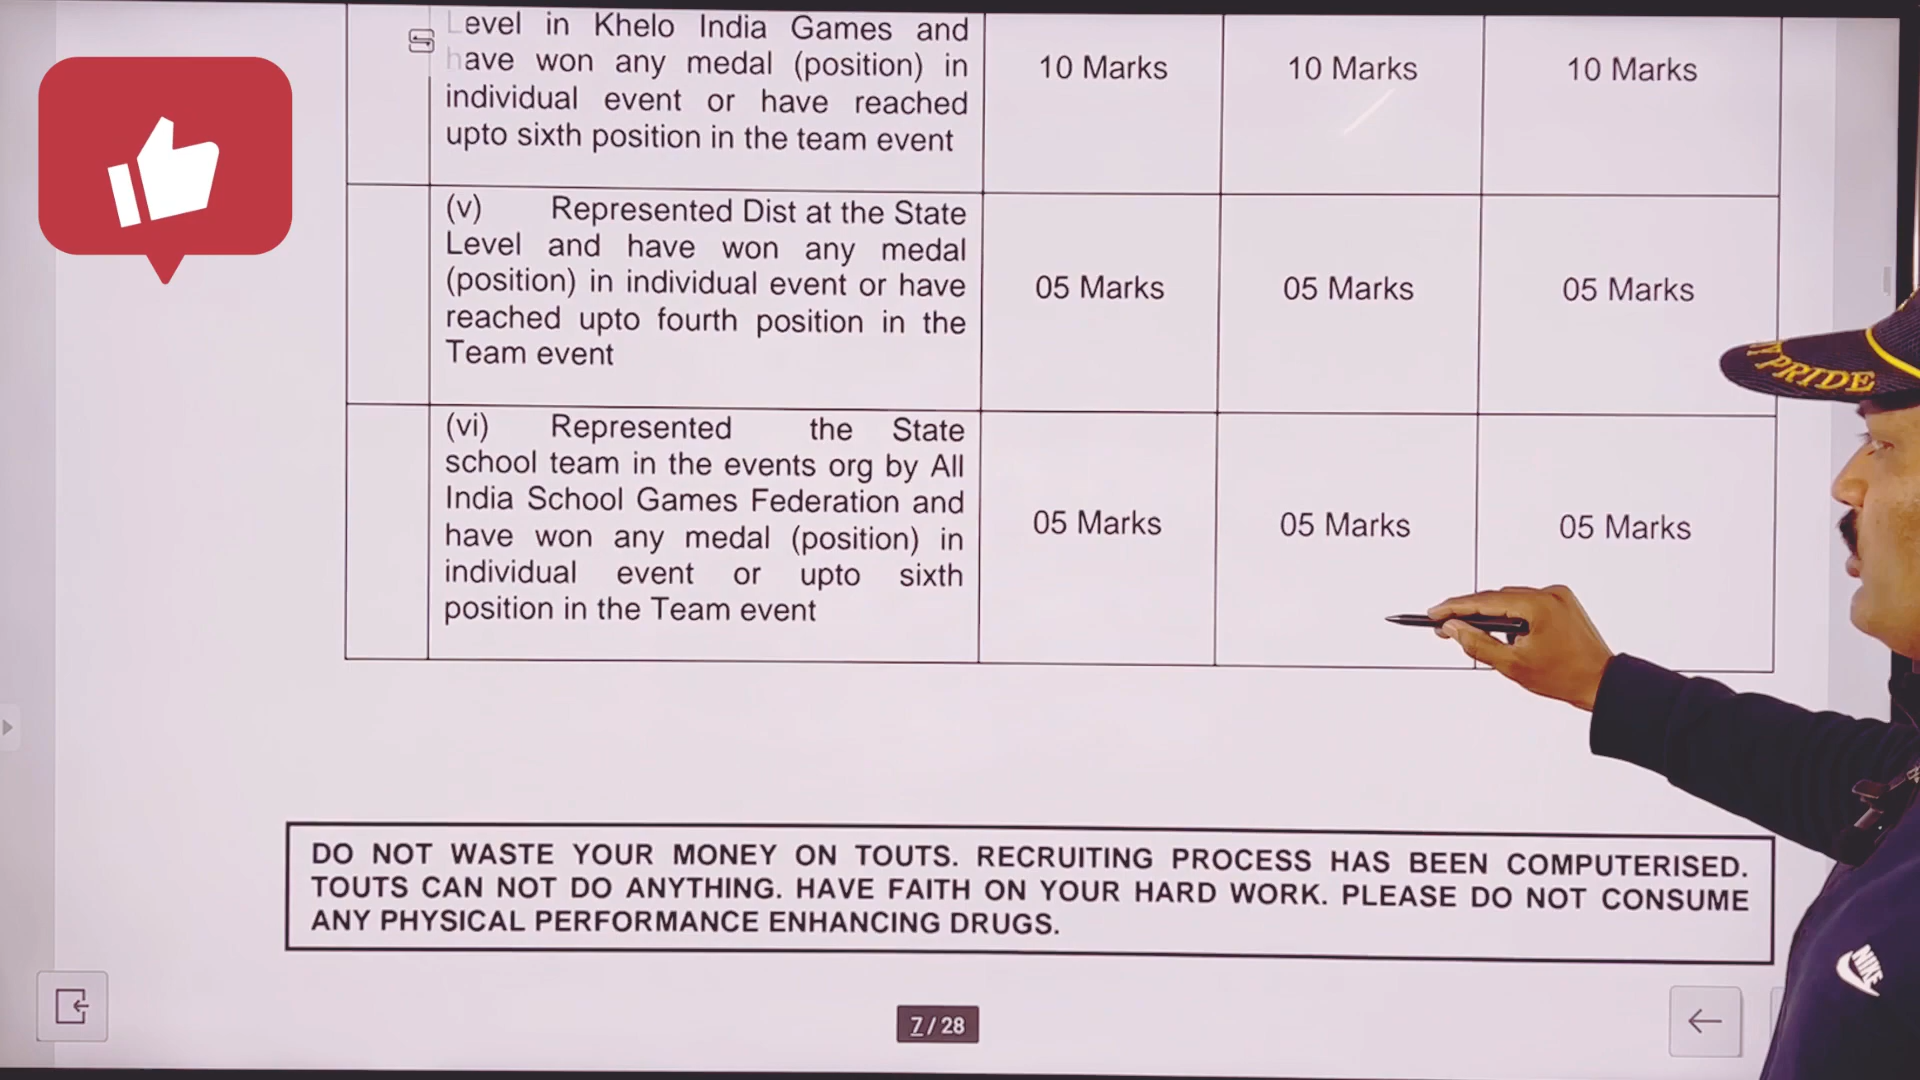 Level in Khelo India Games and
have won any medal (position) in
individual event or have reached
upto sixth position in the team event
10 Marks
10 Marks
10 Marks
(v) Represented Dist at the State
Level and have won any medal
(position) in individual event or have
reached upto fourth position in the
Team event
05 Marks
05 Marks
05 Marks
(vi) Represented the State
school team in the events org by All
India School Games Federation and
have won any medal (position) in
individual event or upto sixth
position in the Team event
05 Marks
05 Marks
05 Marks
DO NOT WASTE YOUR MONEY ON TOUTS. RECRUITING PROCESS HAS BEEN COMPUTERISED.
TOUTS CAN NOT DO ANYTHING. HAVE FAITH ON YOUR HARD WORK. PLEASE DO NOT CONSUME
ANY PHYSICAL PERFORMANCE ENHANCING DRUGS.
7/28
PRIDE
NIKE